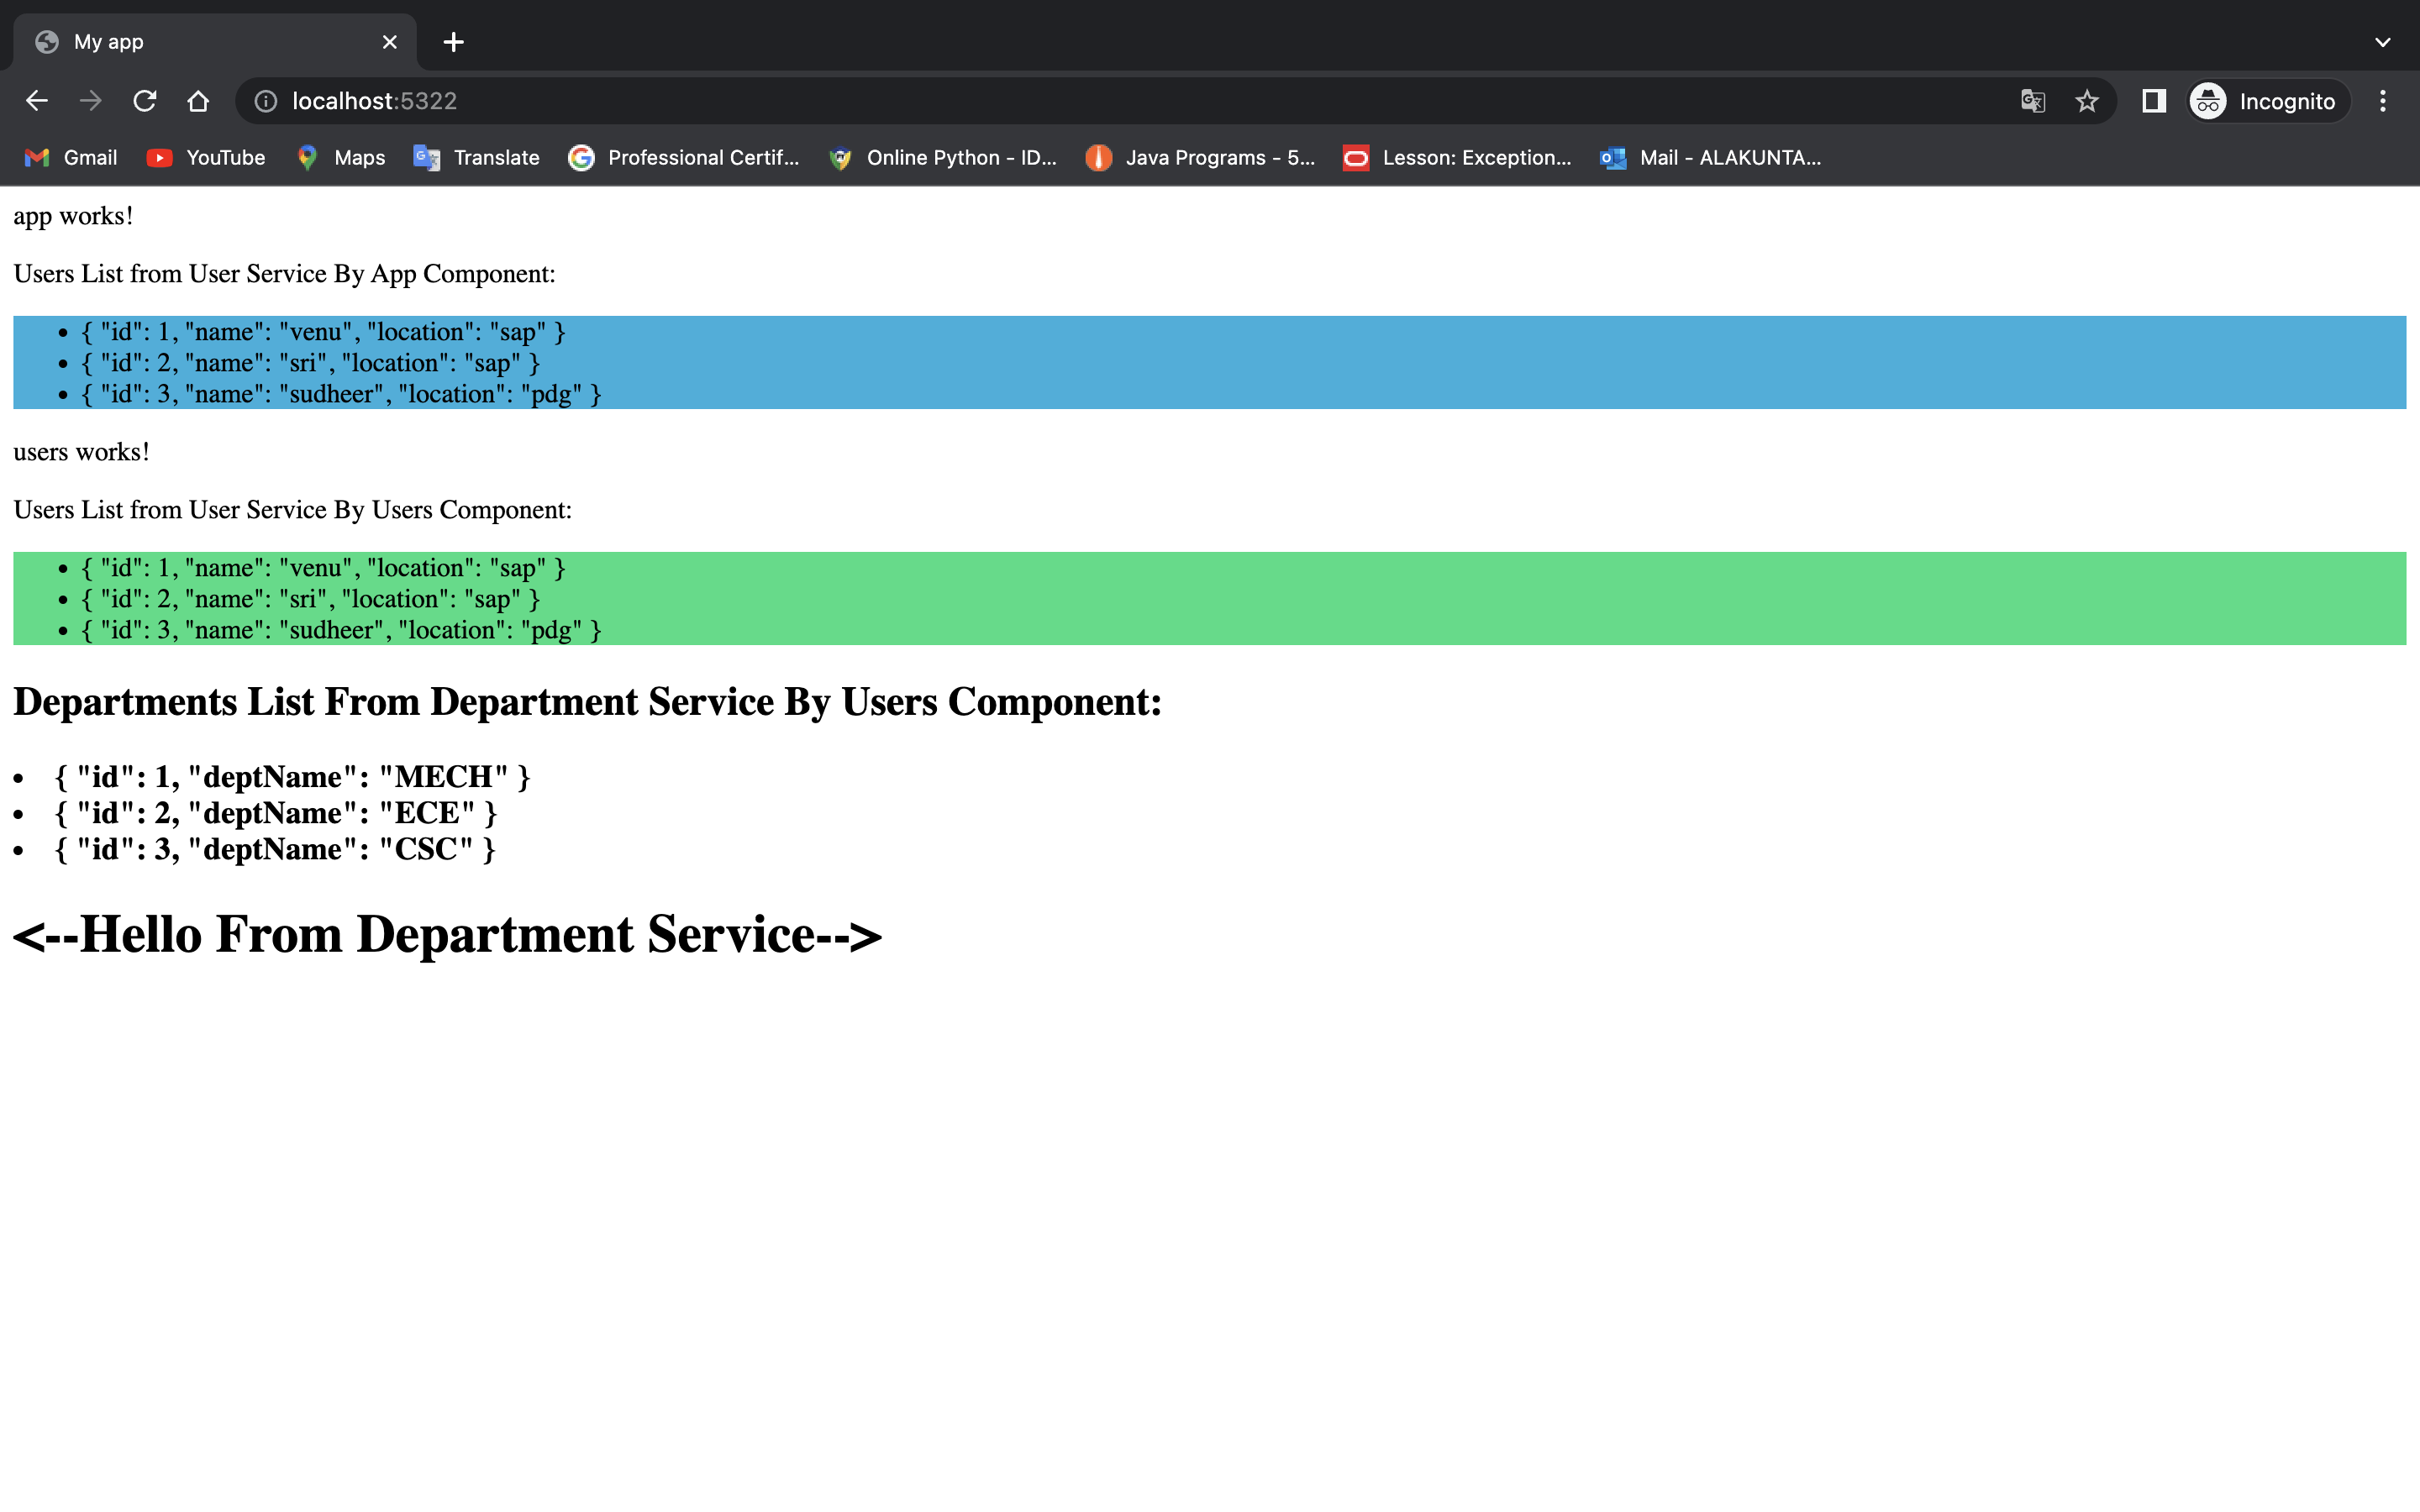 My app
localhost:5322
Incognito
Gmail YouTube Maps Translate Professional Certif... Online Python - ID... Java Programs - 5... Lesson: Exception... Mail - ALAKUNTA...
app works!
Users List from User Service By App Component:
• { "id": 1, "name": "venu", "location": "sap" }
• { "id": 2, "name": "sri", "location": "sap" }
• { "id": 3, "name": "sudheer", "location": "pdg" }
users works!
Users List from User Service By Users Component:
• { "id": 1, "name": "venu", "location": "sap" }
• { "id": 2, "name": "sri", "location": "sap" }
• { "id": 3, "name": "sudheer", "location": "pdg" }
Departments List From Department Service By Users Component:
• { "id": 1, "deptName": "MECH" }
• { "id": 2, "deptName": "ECE" }
• { "id": 3, "deptName": "CSC" }
<--Hello From Department Service-->